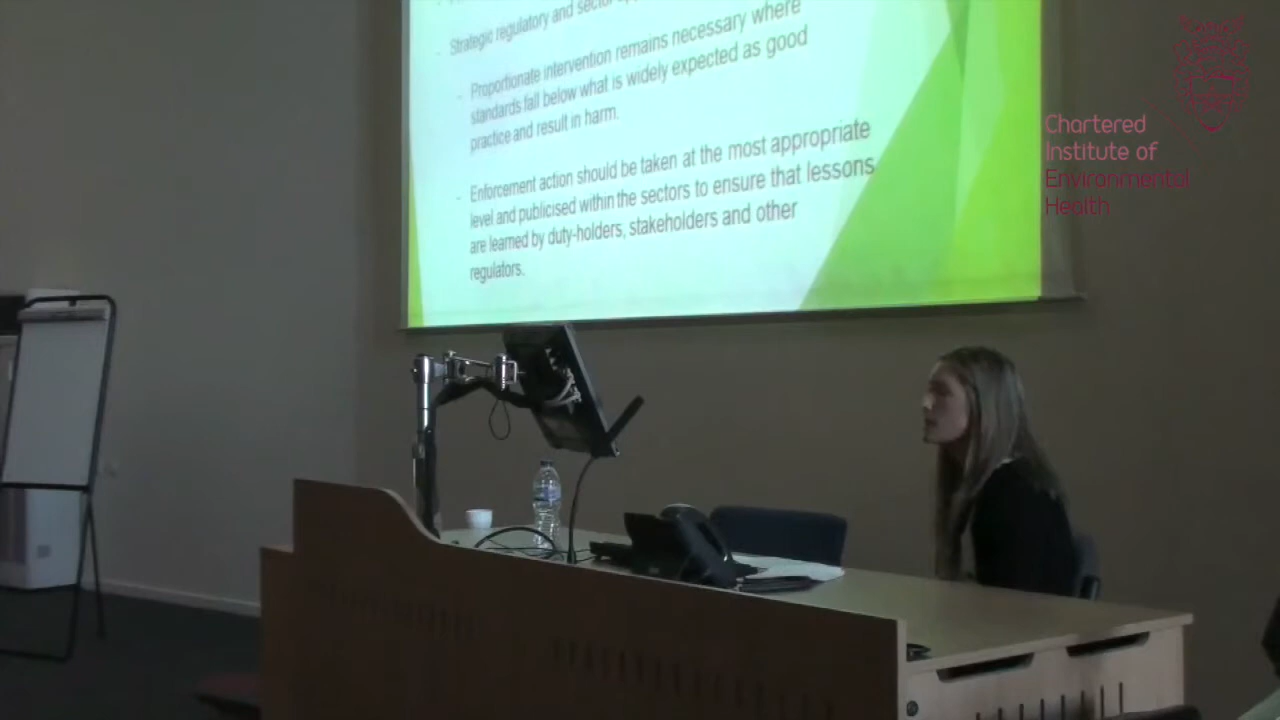 Strategic regulatory and sector
Proportionate intervention remains necessary where
standards fall below what is widely expected as good
practice and result in harm.
Enforcement action should be taken at the most appropriate
level and publicised within the sectors to ensure that lessons
are learned by duty-holders, stakeholders and other
regulators.
Chartered
Institute of
Environmental
Health